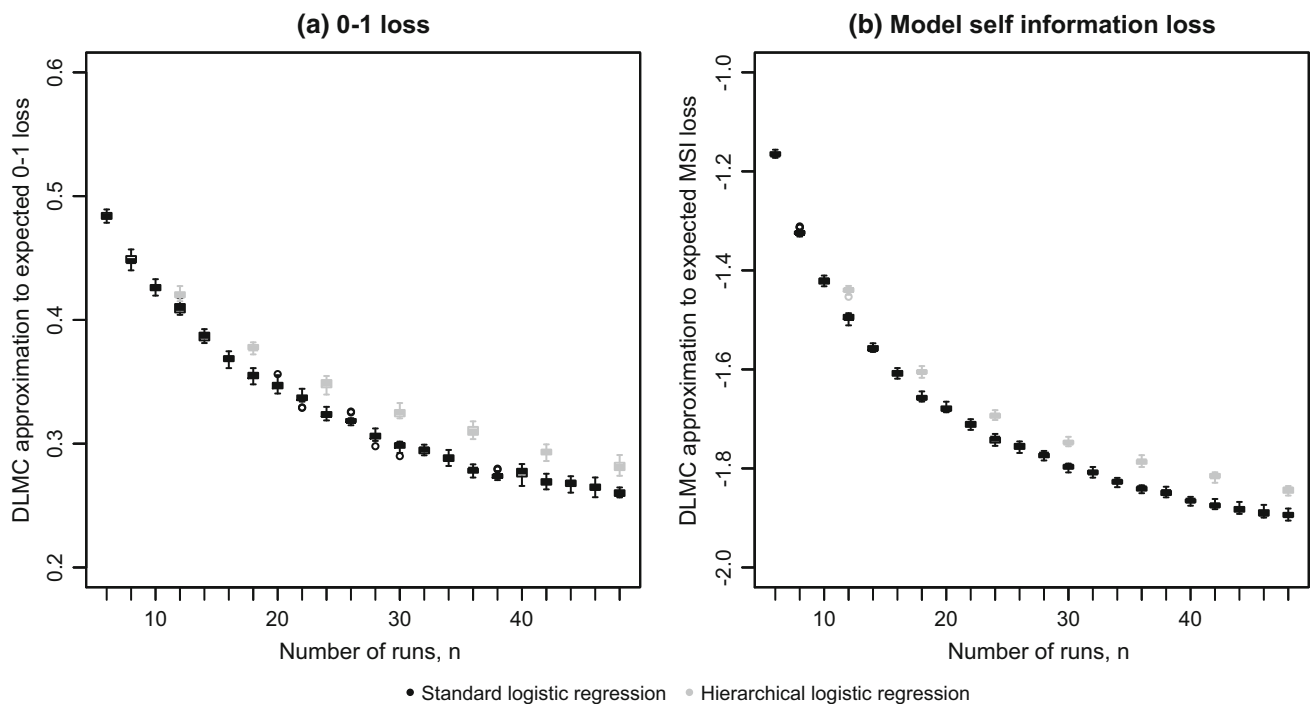 (a) 0-1 loss
DLMC approximation to expected 0-1 loss
0.6
0.5
0.4
0.3
0.2
10 20 30 40
Number of runs, n
(b) Model self information loss
DLMC approximation to expected MSI loss
-1.0
-1.2
-1.4
-1.6
-1.8
-2.0
10 20 30 40
Number of runs, n
Standard logistic regression Hierarchical logistic regression